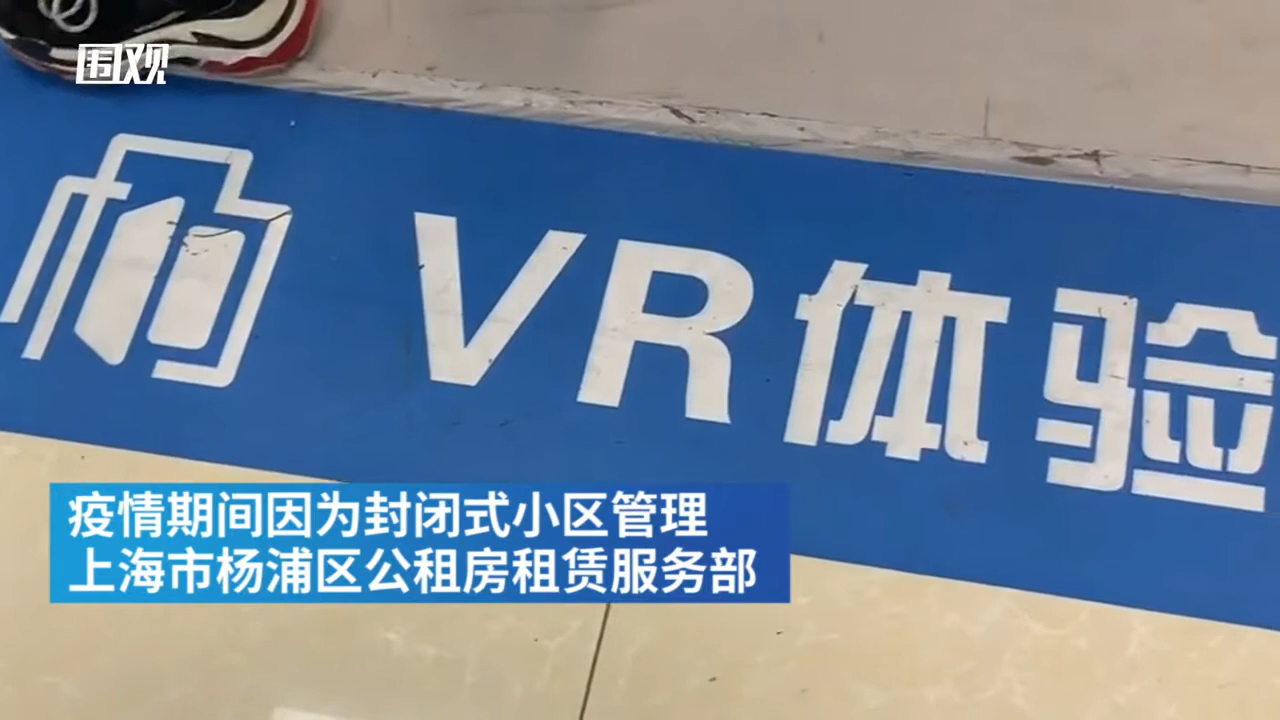 围观
VR体验
疫情期间因为封闭式小区管理
上海市杨浦区公租房租赁服务部